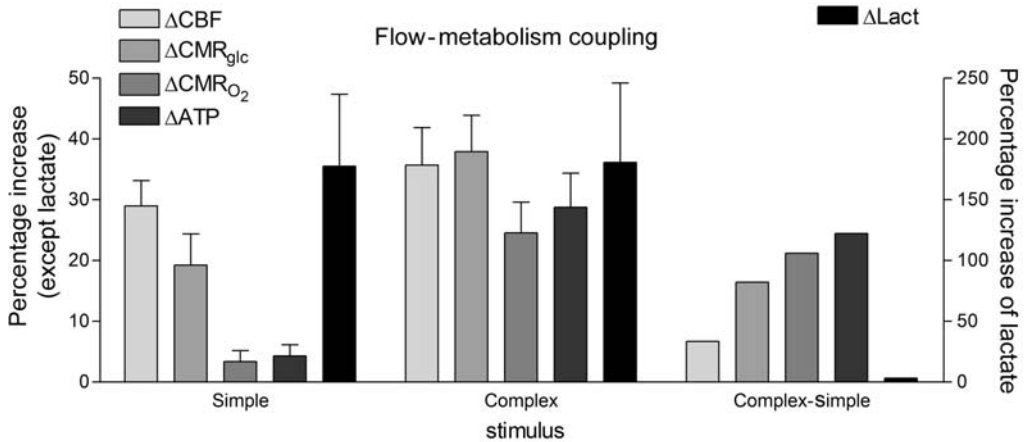 ΔCBF
ΔCMRglc
ΔCMRO2
ΔATP
ΔLact
Flow-metabolism coupling
Percentage increase
(except lactate)
50
40
30
20
10
0
250
200
150
100
50
0
Percentage increase of lactate
Simple
Complex
Complex-simple
stimulus